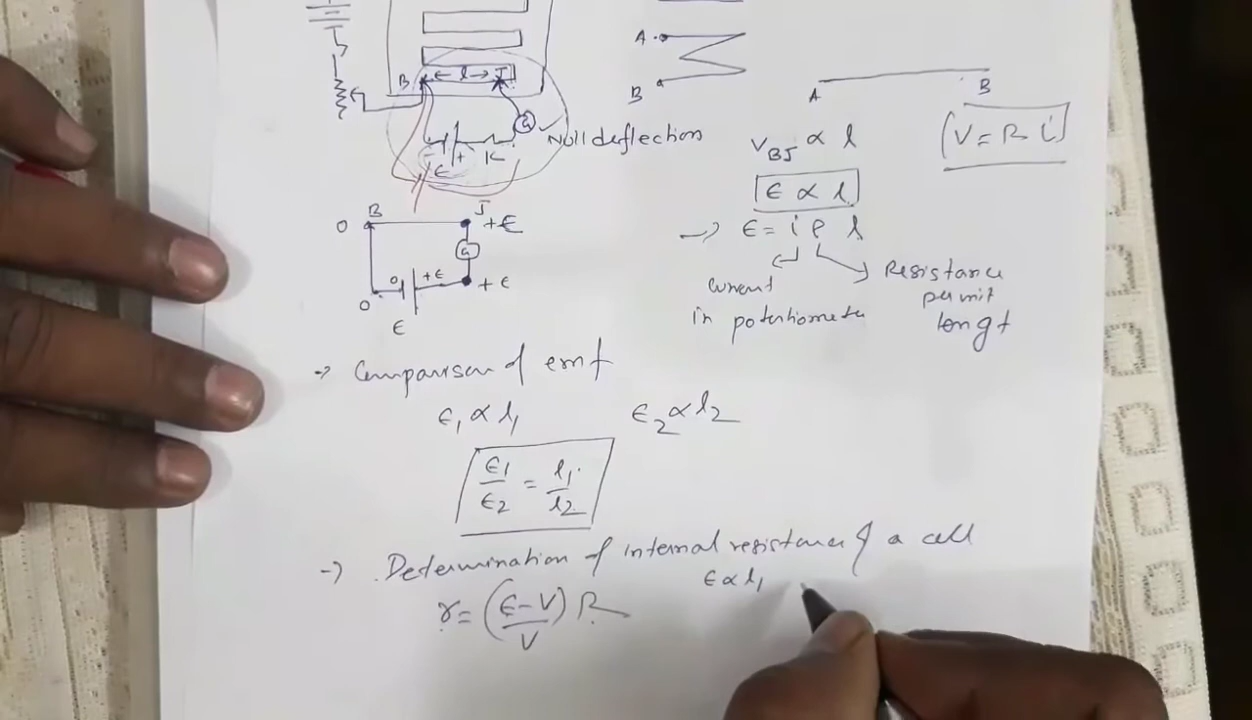 A
B
A B
B ← l → J
G
Null deflection
- + K
ε
V_BJ ∝ l
(V = R i)
ε ∝ l
→ ε = i ρ l
current
in potentiometer
Resistance
per unit
longt
O B J +ε
G
O +ε +ε
O
ε
→ Comparison of emf
ε₁ ∝ l₁ ε₂ ∝ l₂
ε₁/ε₂ = l₁/l₂
→ Determination of internal resistance of a cell
ε ∝ l₁
r = (ε-V/V) R